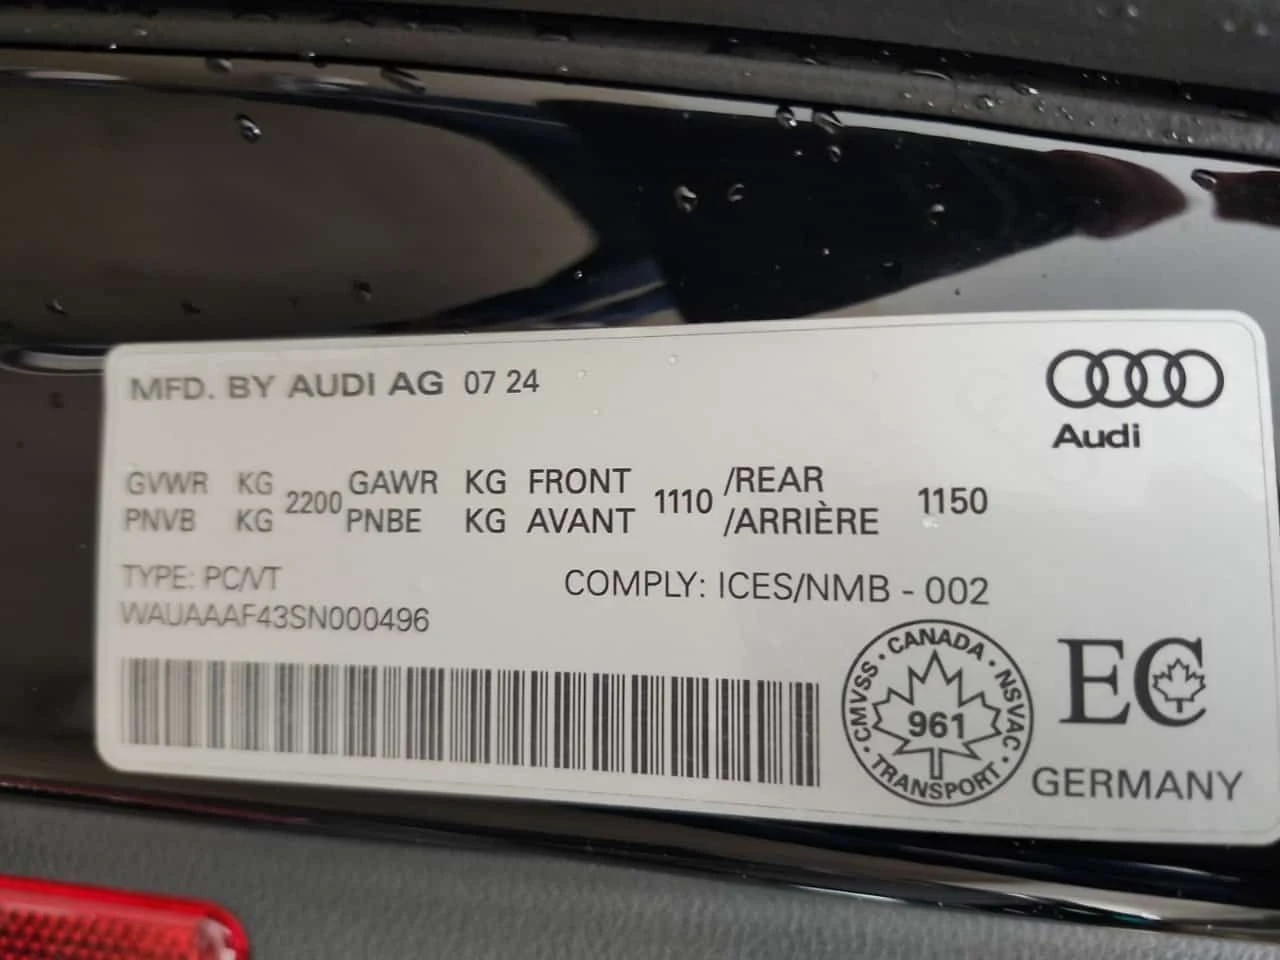 MFD. BY AUDI AG 07 24
Audi
GVWR KG 2200 GAWR KG FRONT 1110 /REAR 1150
PNVB KG PNBE KG AVANT /ARRIÈRE
TYPE: PC/VT
COMPLY: ICES/NMB - 002
WAUAAAF43SN000496
CANADA · NSVAC · TRANSPORT · CMVSS ·
961
EC
GERMANY